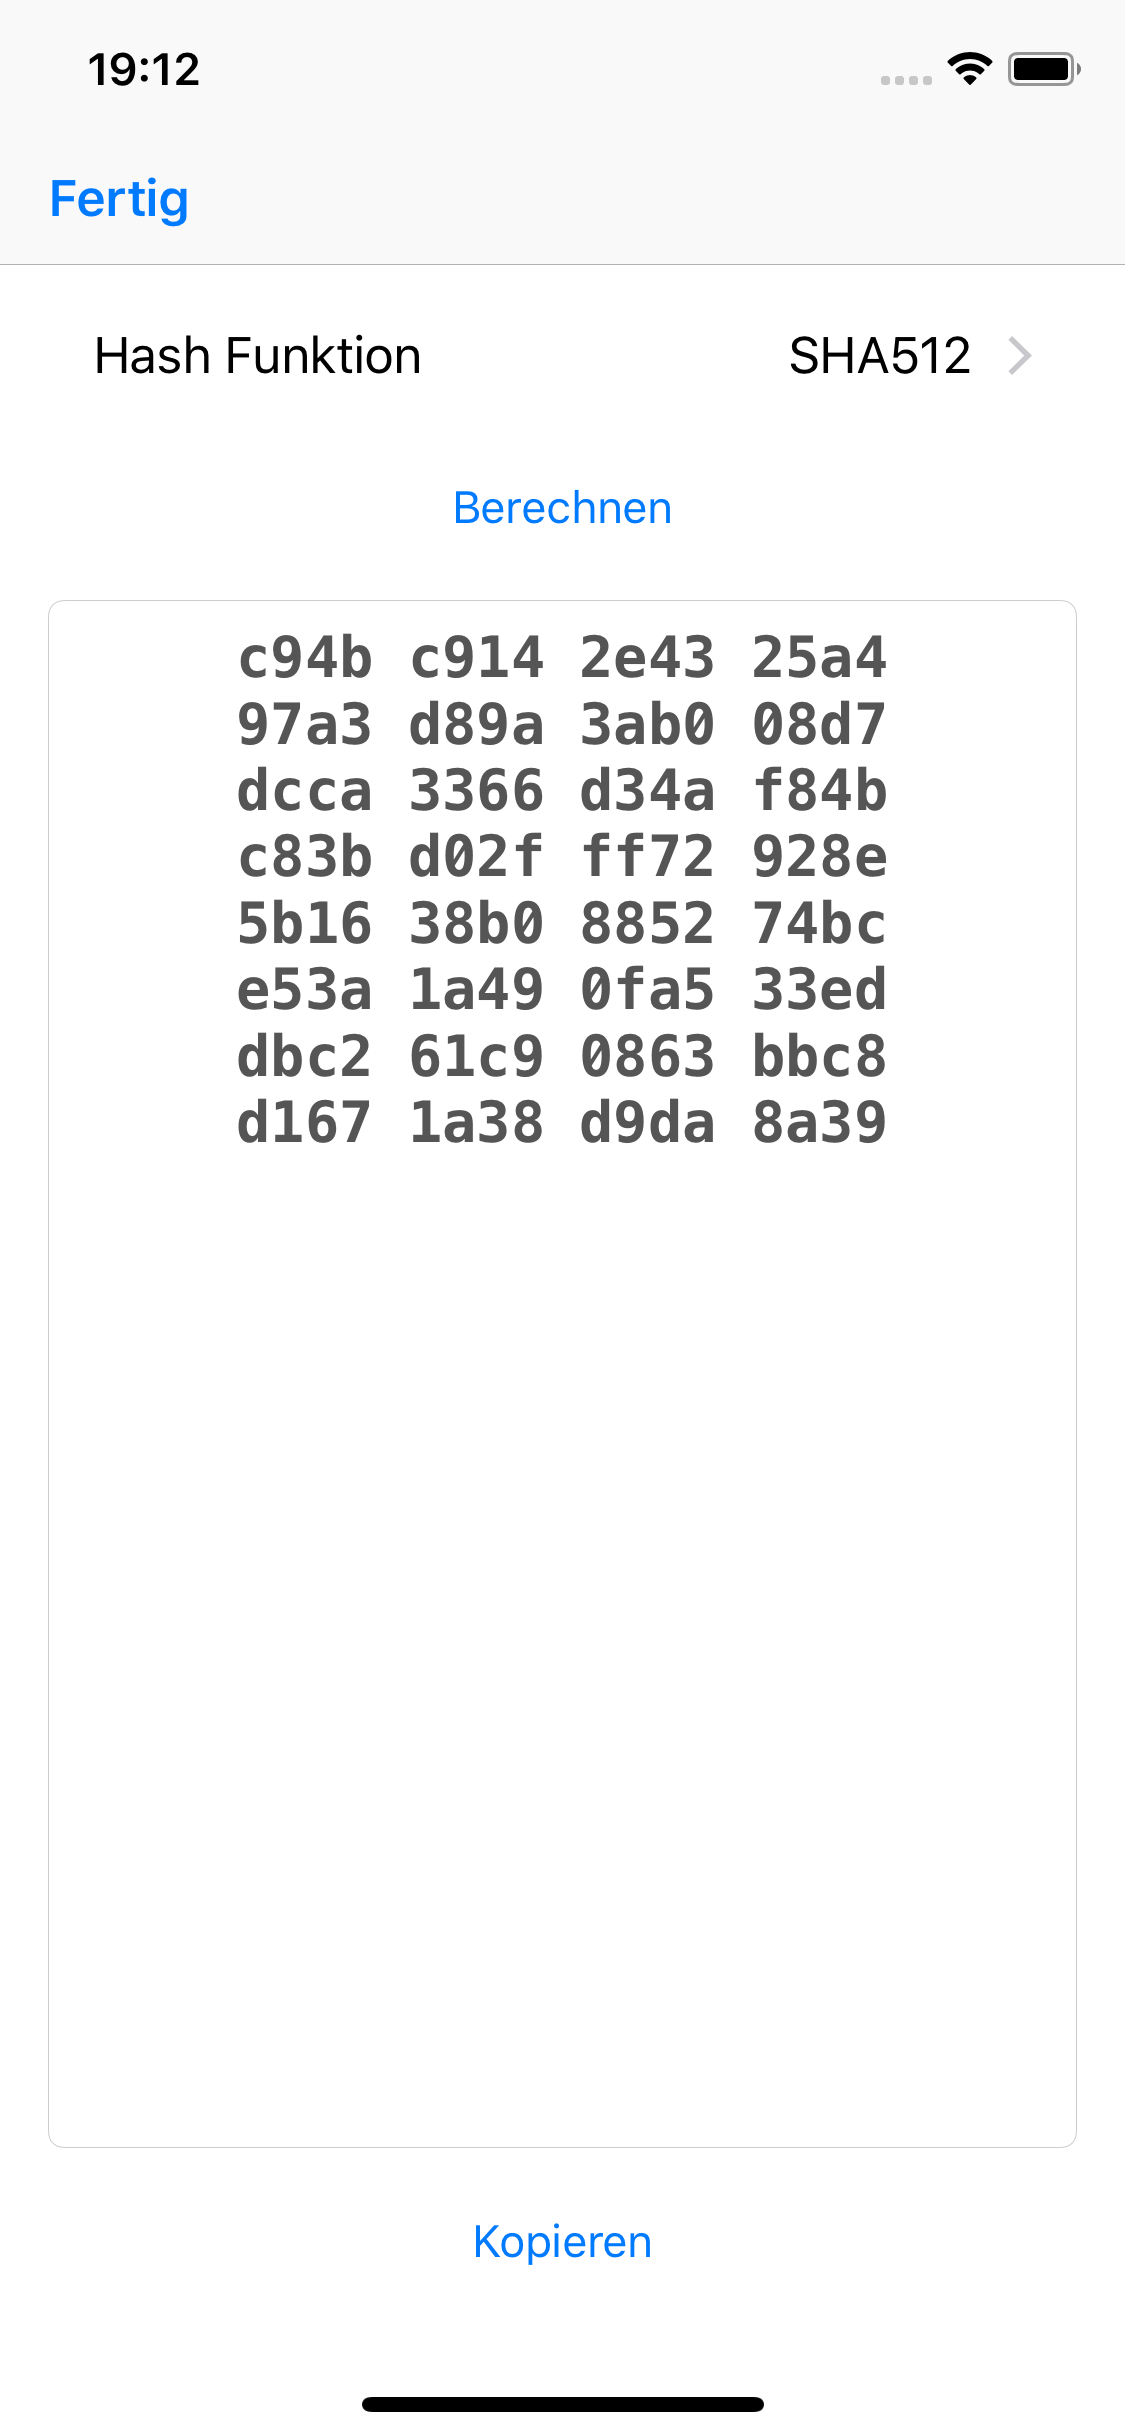 19:12
Fertig
Hash Funktion SHA512
Berechnen
c94b c914 2e43 25a4
97a3 d89a 3ab0 08d7
dcca 3366 d34a f84b
c83b d02f ff72 928e
5b16 38b0 8852 74bc
e53a 1a49 0fa5 33ed
dbc2 61c9 0863 bbc8
d167 1a38 d9da 8a39
Kopieren